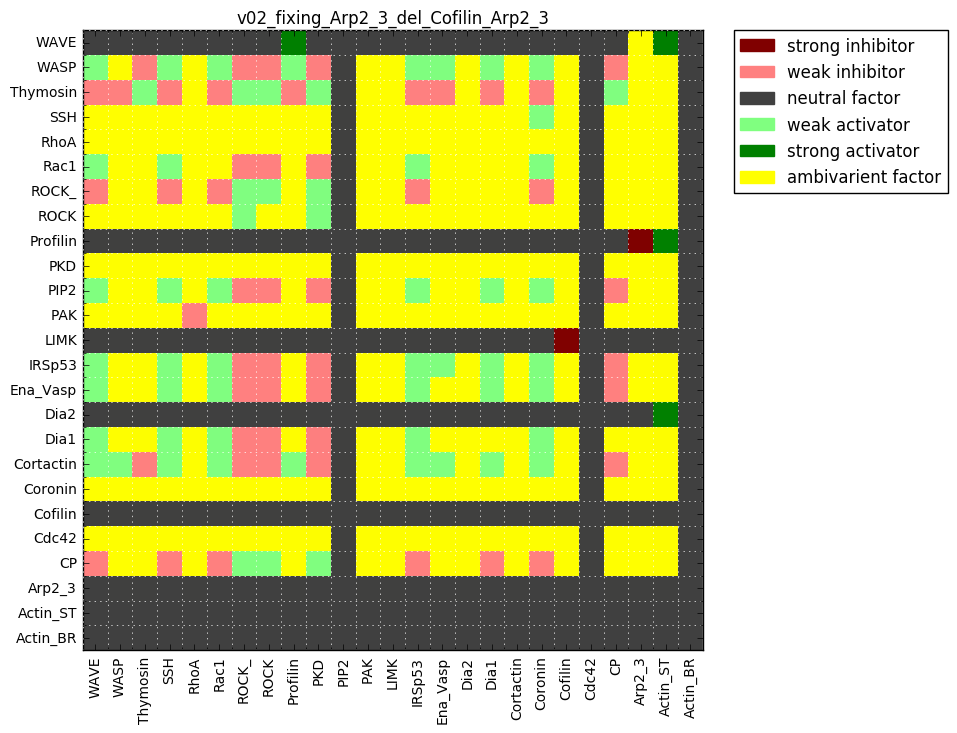 v02_fixing_Arp2_3_del_Cofilin_Arp2_3
WAVE
WASP
Thymosin
SSH
RhoA
Rac1
ROCK_
ROCK
Profilin
PKD
PIP2
PAK
LIMK
IRSp53
Ena_Vasp
Dia2
Dia1
Cortactin
Coronin
Cofilin
Cdc42
CP
Arp2_3
Actin_ST
Actin_BR
WAVE
WASP
Thymosin
SSH
RhoA
Rac1
ROCK_
ROCK
Profilin
PKD
PIP2
PAK
LIMK
IRSp53
Ena_Vasp
Dia2
Dia1
Cortactin
Coronin
Cofilin
Cdc42
CP
Arp2_3
Actin_ST
Actin_BR
strong inhibitor
weak inhibitor
neutral factor
weak activator
strong activator
ambivarient factor